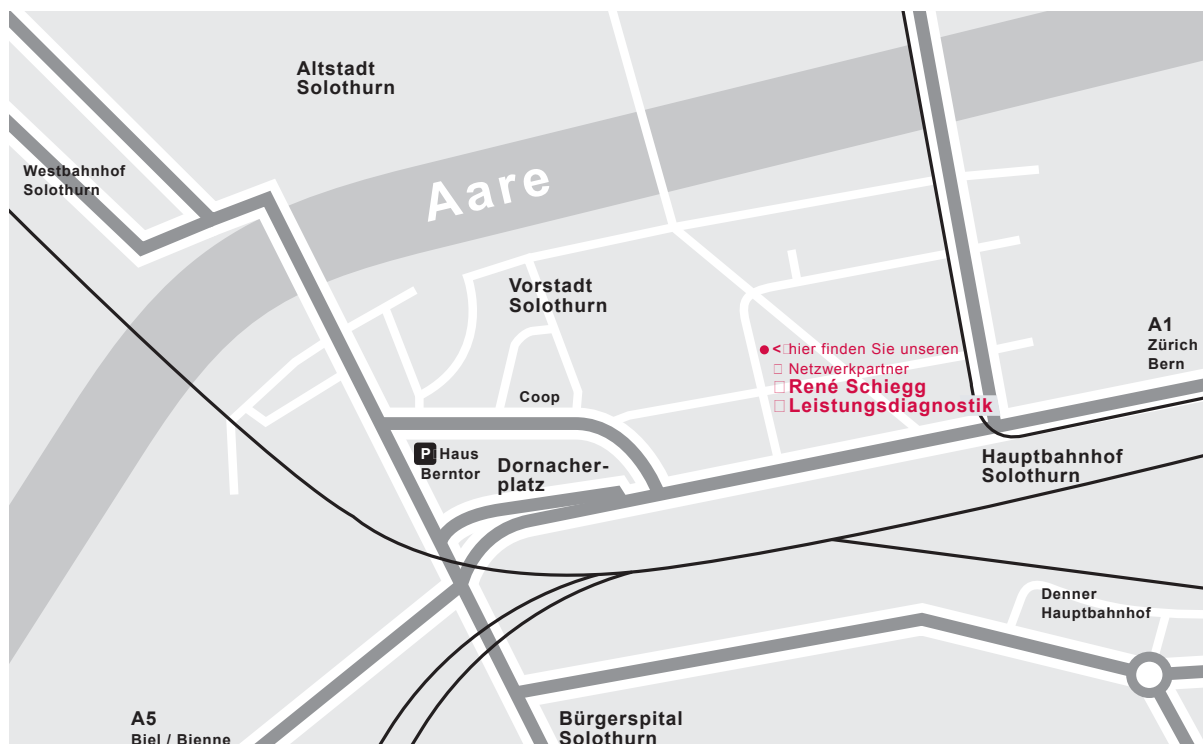 Altstadt
Solothurn
Westbahnhof
Solothurn
Aare
Vorstadt
Solothurn
A1
Zürich
Bern
< hier finden Sie unseren
Netzwerkpartner
René Schiegg
Leistungsdiagnostik
Coop
P Haus
Berntor
Dornacher-
platz
Hauptbahnhof
Solothurn
Denner
Hauptbahnhof
A5
Biel / Bienne
Bürgerspital
Solothurn